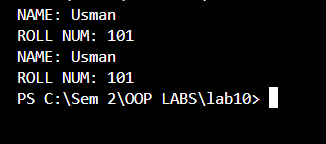 NAME: Usman
ROLL NUM: 101
NAME: Usman
ROLL NUM: 101
PS C:\Sem 2\OOP LABS\lab10>